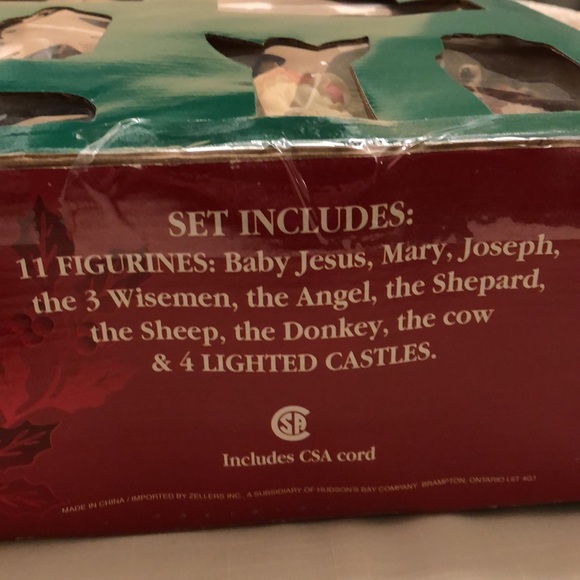 SET INCLUDES:
11 FIGURINES: Baby Jesus, Mary, Joseph,
the 3 Wisemen, the Angel, the Shepard,
the Sheep, the Donkey, the cow
& 4 LIGHTED CASTLES.
CSA
Includes CSA cord
MADE IN CHINA / IMPORTED BY ZELLERS INC. A SUBSIDIARY OF HUDSON'S BAY COMPANY BRAMPTON, ONTARIO